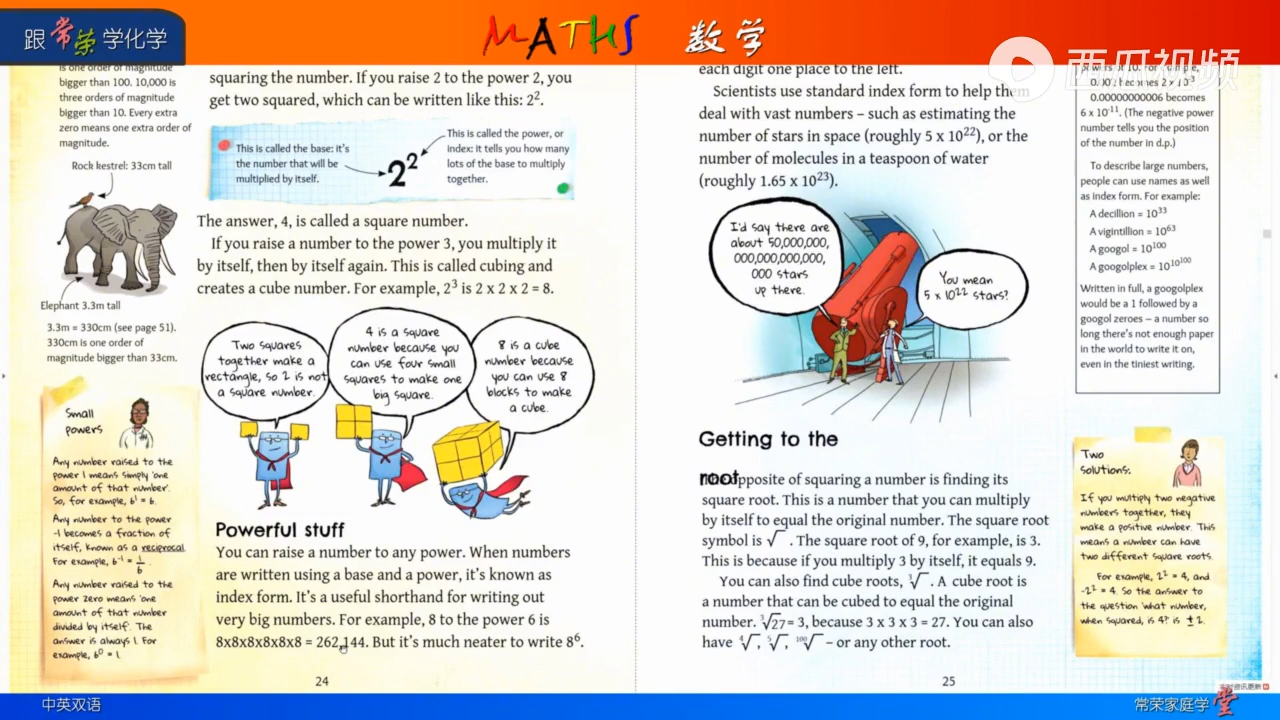 跟常荣学化学
MATHS 数学
西瓜视频
is one order of magnitude
bigger than 100. 10,000 is
three orders of magnitude
bigger than 10. Every extra
zero means one extra order of
magnitude.
Rock kestrel: 33cm tall
Elephant 3.3m tall
3.3m = 330cm (see page 51).
330cm is one order of
magnitude bigger than 33cm.
Small
powers
Any number raised to the
power 1 means simply 'one
amount of that number'.
So, for example, 6¹ = 6.
Any number to the power
-1 becomes a fraction of
itself, known as a reciprocal.
For example, 6⁻¹ = 1/6.
Any number raised to the
power zero means 'one
amount of that number
divided by itself'. The
answer is always 1. For
example, 6⁰ = 1.
squaring the number. If you raise 2 to the power 2, you
get two squared, which can be written like this: 2².
This is called the base: it's
the number that will be
multiplied by itself.
2²
This is called the power, or
index: it tells you how many
lots of the base to multiply
together.
The answer, 4, is called a square number.
If you raise a number to the power 3, you multiply it
by itself, then by itself again. This is called cubing and
creates a cube number. For example, 2³ is 2 x 2 x 2 = 8.
Two squares
together make a
rectangle, so 2 is not
a square number.
4 is a square
number because you
can use four small
squares to make one
big square.
8 is a cube
number because
you can use 8
blocks to make
a cube.
Powerful stuff
You can raise a number to any power. When numbers
are written using a base and a power, it's known as
index form. It's a useful shorthand for writing out
very big numbers. For example, 8 to the power 6 is
8x8x8x8x8x8 = 262,144. But it's much neater to write 8⁶.
24
each digit one place to the left.
Scientists use standard index form to help them
deal with vast numbers – such as estimating the
number of stars in space (roughly 5 x 10²²), or the
number of molecules in a teaspoon of water
(roughly 1.65 x 10²³).
I'd say there are
about 50,000,000,
000,000,000,000,
000 stars
up there.
You mean
5 x 10²² stars?
Getting to the
root
opposite of squaring a number is finding its
square root. This is a number that you can multiply
by itself to equal the original number. The square root
symbol is √ . The square root of 9, for example, is 3.
This is because if you multiply 3 by itself, it equals 9.
You can also find cube roots, ³√ . A cube root is
a number that can be cubed to equal the original
number. ³√27 = 3, because 3 x 3 x 3 = 27. You can also
have ⁴√ , ⁵√ , ¹⁰⁰√ – or any other root.
25
0.002 becomes 2 x 10⁻³
0.00000000006 becomes
6 x 10⁻¹¹. (The negative power
number tells you the position
of the number in d.p.)
To describe large numbers,
people can use names as well
as index form. For example:
A decillion = 10³³
A vigintillion = 10⁶³
A googol = 10¹⁰⁰
A googolplex = 10^10^100
Written in full, a googolplex
would be a 1 followed by a
googol zeroes – a number so
long there's not enough paper
in the world to write it on,
even in the tiniest writing.
Two
solutions:
If you multiply two negative
numbers together, they
make a positive number. This
means a number can have
two different square roots.
For example, 2² = 4, and
-2² = 4. So the answer to
the question 'what number,
when squared, is 4?' is ±2.
中英双语
常荣家庭学堂